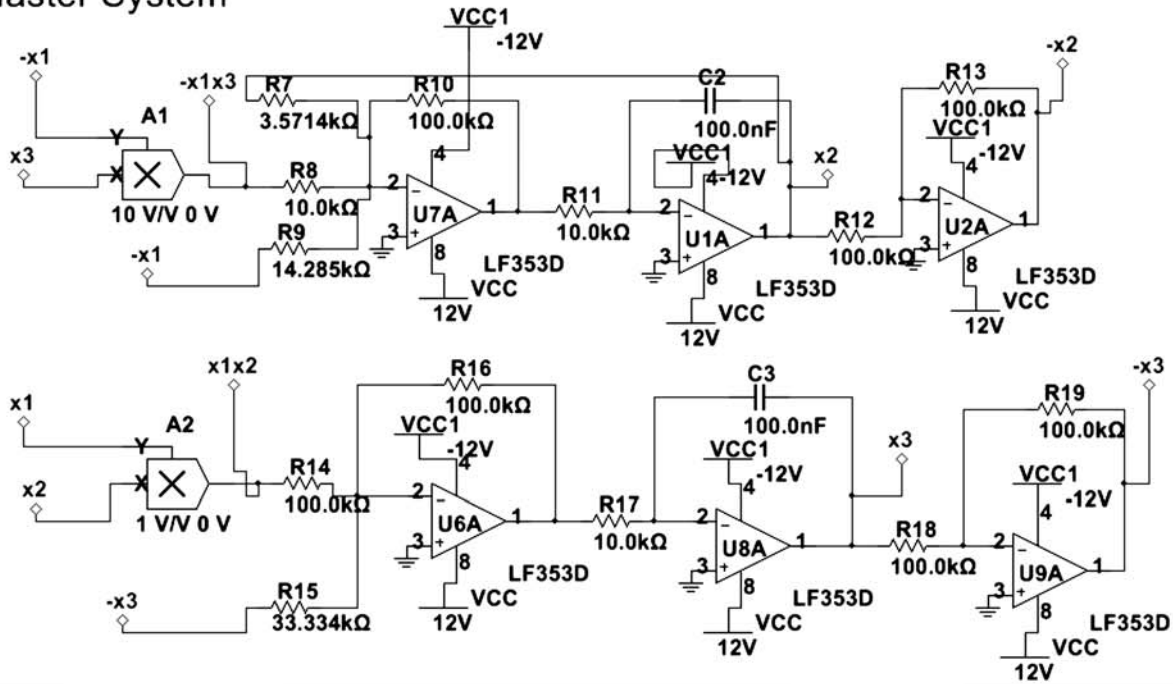 Master System
VCC1
-12V
-x1
-x1x3
R7
3.5714kΩ
R10
100.0kΩ
C2
100.0nF
R13
100.0kΩ
-x2
A1
Y
X
x3
10 V/V 0 V
R8
10.0kΩ
R9
14.285kΩ
-x1
4
2
3
1
8
U7A
LF353D
VCC
12V
R11
10.0kΩ
VCC1
4
-12V
2
3
1
8
U1A
LF353D
VCC
12V
x2
R12
100.0kΩ
VCC1
-12V
4
2
3
1
8
U2A
LF353D
VCC
12V
x1
x1x2
A2
Y
X
x2
1 V/V 0 V
R14
100.0kΩ
R15
33.334kΩ
-x3
R16
100.0kΩ
VCC1
-12V
4
2
3
1
8
U6A
LF353D
VCC
12V
R17
10.0kΩ
C3
100.0nF
VCC1
-12V
4
2
3
1
8
U8A
LF353D
VCC
12V
x3
R18
100.0kΩ
R19
100.0kΩ
-x3
VCC1
-12V
4
2
3
1
8
U9A
LF353D
VCC
12V